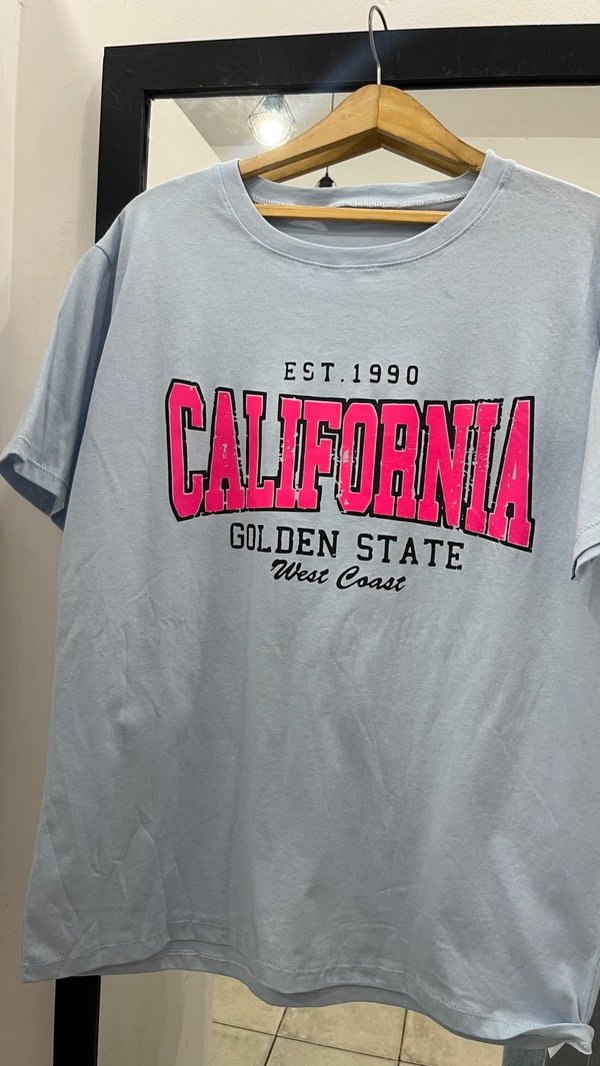 EST.1990
CALIFORNIA
GOLDEN STATE
West Coast